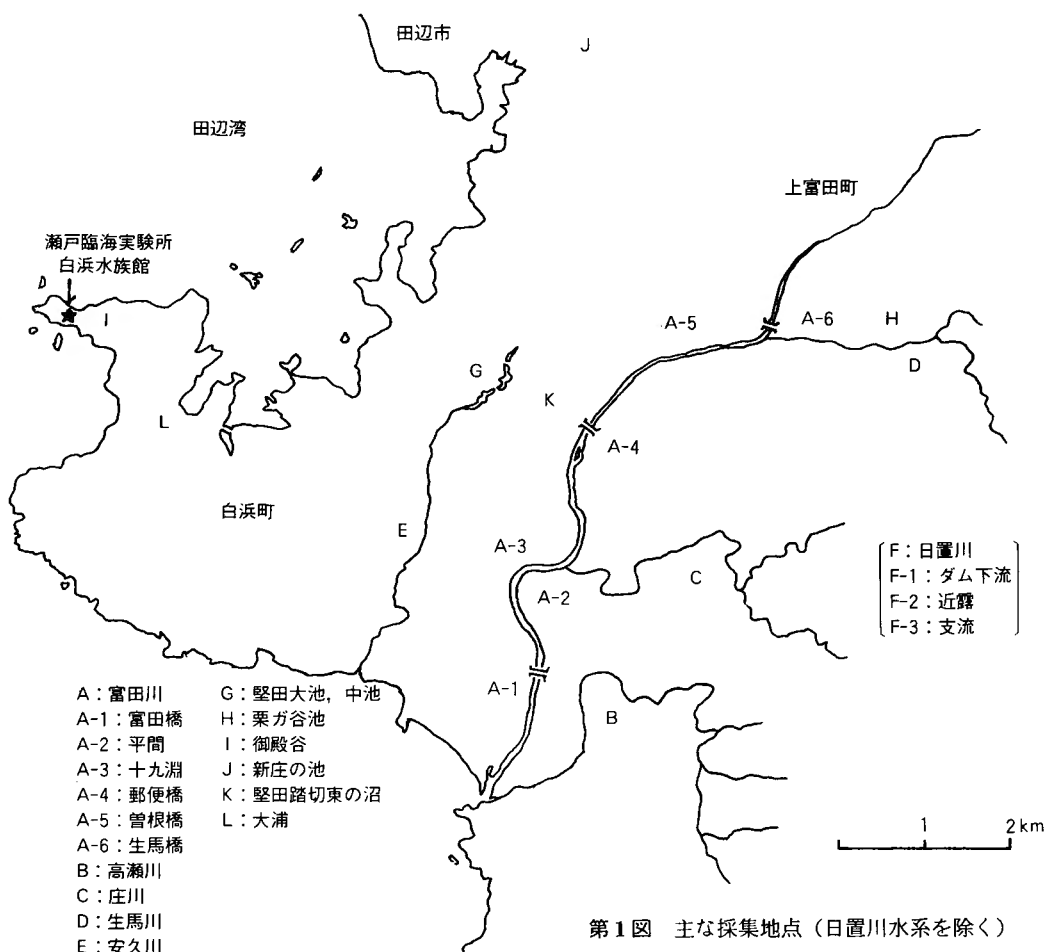 田辺市
J
田辺湾
上富田町
瀬戸臨海実験所
白浜水族館
I
A-5
A-6
H
D
G
K
L
A-4
白浜町
E
A-3
C
A-2
F：日置川
F-1：ダム下流
F-2：近露
F-3：支流
A-1
B
A：富田川
A-1：富田橋
A-2：平間
A-3：十九淵
A-4：郵便橋
A-5：曽根橋
A-6：生馬橋
B：高瀬川
C：庄川
D：生馬川
E：安久川
G：堅田大池，中池
H：栗ガ谷池
I：御殿谷
J：新庄の池
K：堅田踏切東の沼
L：大浦
1 2km
第1図 主な採集地点（日置川水系を除く）